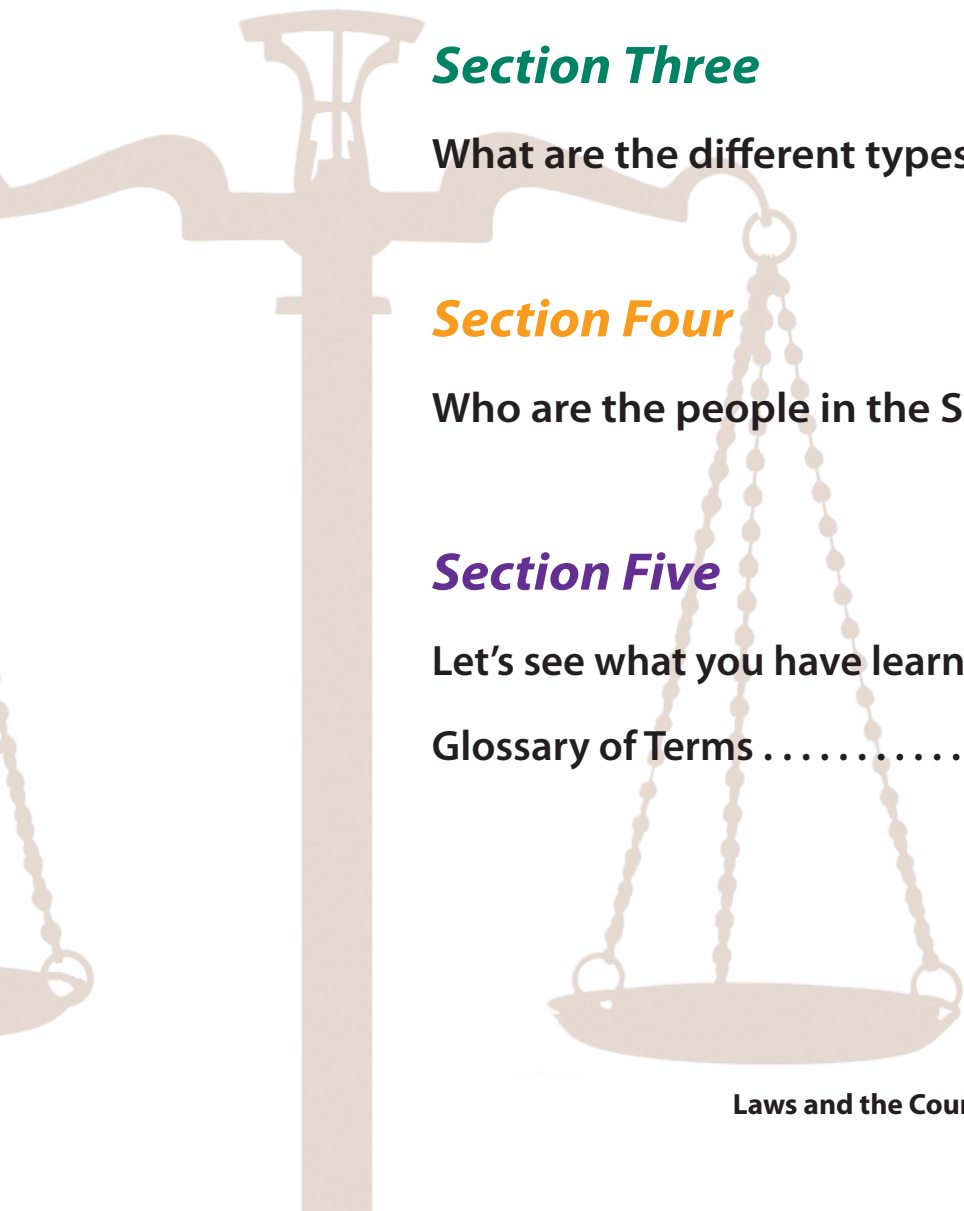 Section Three
What are the different types
Section Four
Who are the people in the S
Section Five
Let’s see what you have learn
Glossary of Terms . . . . . . . . . . .
Laws and the Cour